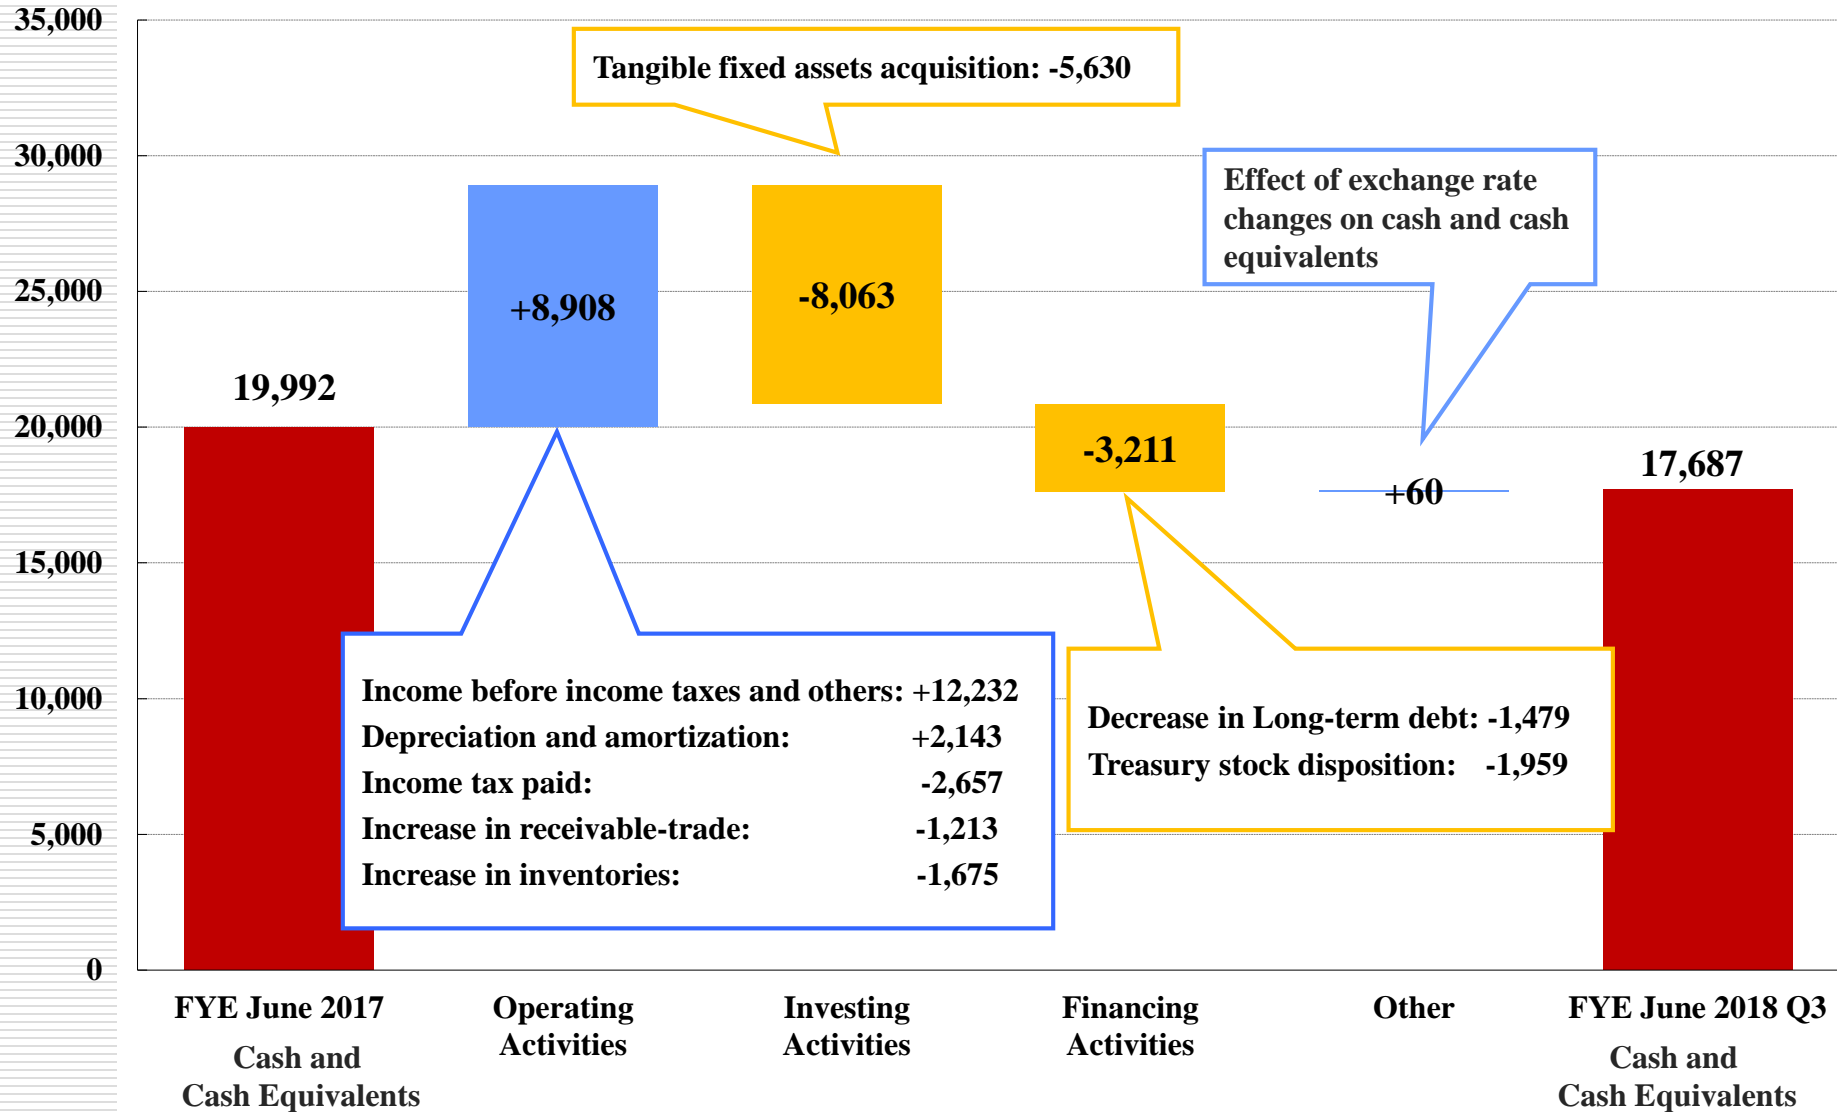 35,000
30,000
25,000
20,000
15,000
10,000
5,000
0
Tangible fixed assets acquisition: -5,630
Effect of exchange rate
changes on cash and cash
equivalents
19,992
+8,908
-8,063
-3,211
+60
17,687
Income before income taxes and others: +12,232
Depreciation and amortization: +2,143
Income tax paid: -2,657
Increase in receivable-trade: -1,213
Increase in inventories: -1,675
Decrease in Long-term debt: -1,479
Treasury stock disposition: -1,959
FYE June 2017
Cash and
Cash Equivalents
Operating
Activities
Investing
Activities
Financing
Activities
Other
FYE June 2018 Q3
Cash and
Cash Equivalents